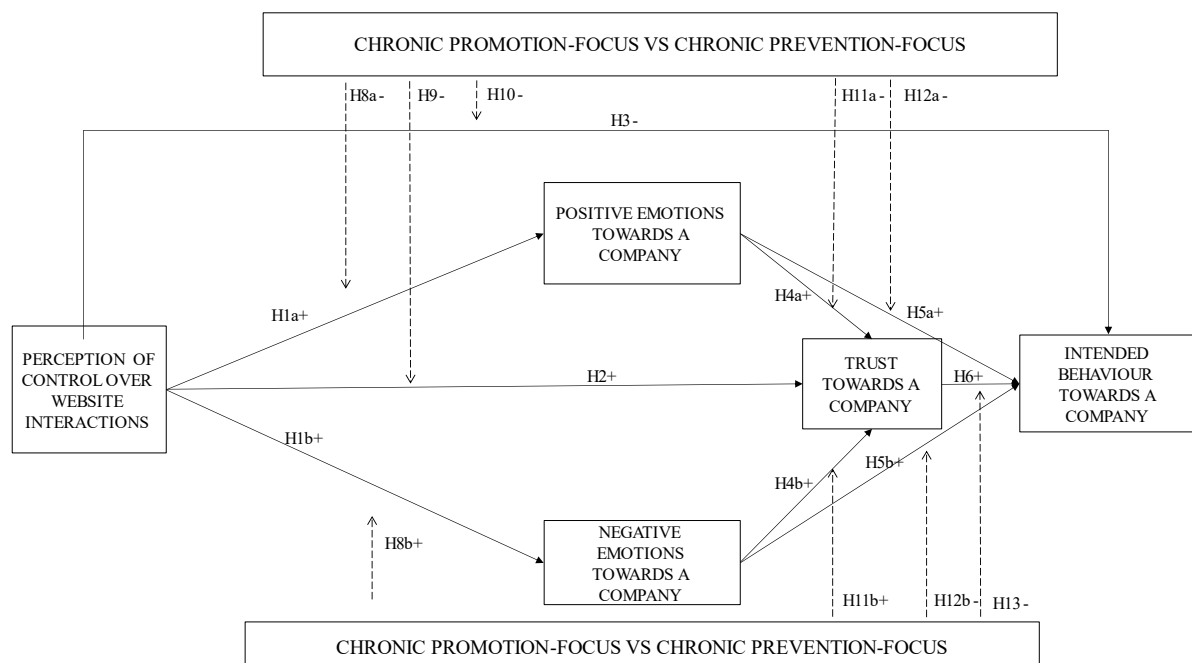 CHRONIC PROMOTION-FOCUS VS CHRONIC PREVENTION-FOCUS
H8a-
H9-
H10-
H11a-
H12a-
H3-
POSITIVE EMOTIONS
TOWARDS A
COMPANY
H4a+
H5a+
H1a+
PERCEPTION OF
CONTROL OVER
WEBSITE
INTERACTIONS
H2+
TRUST
TOWARDS A
COMPANY
H6+
INTENDED
BEHAVIOUR
TOWARDS A
COMPANY
H1b+
H4b+
H5b+
H8b+
NEGATIVE
EMOTIONS
TOWARDS A
COMPANY
H11b+
H12b-
H13-
CHRONIC PROMOTION-FOCUS VS CHRONIC PREVENTION-FOCUS